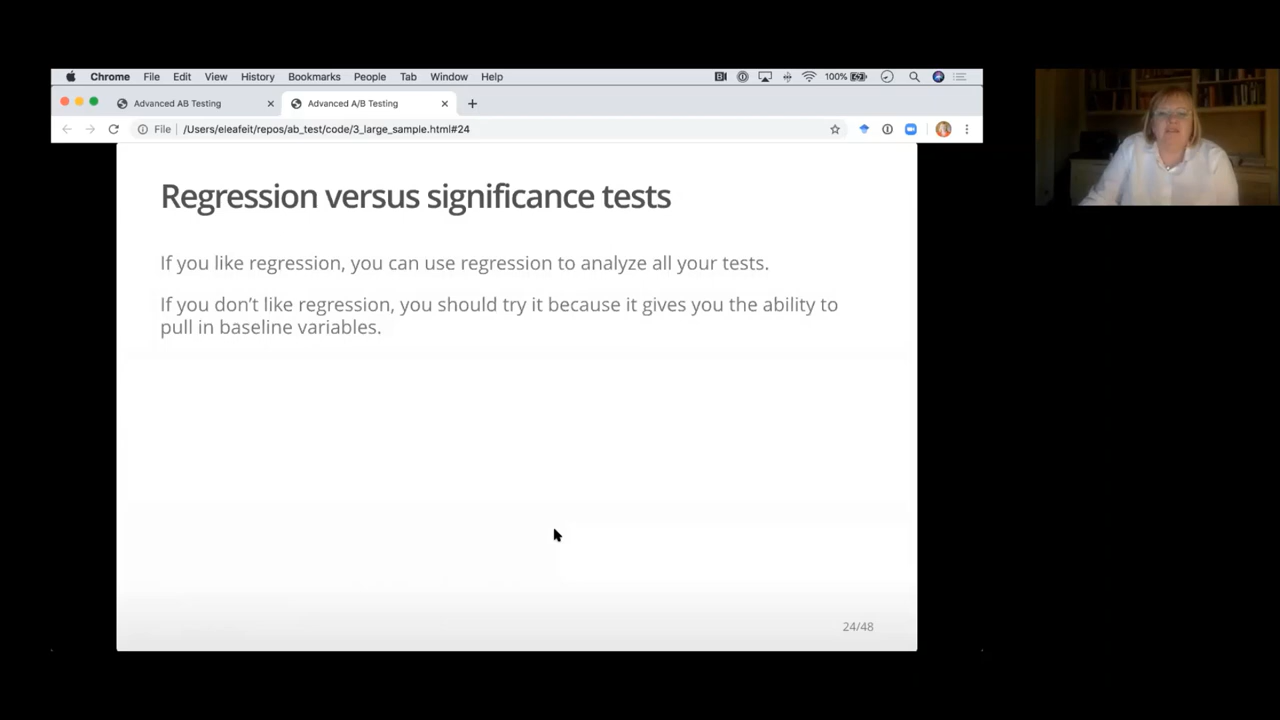 Chrome File Edit View History Bookmarks People Tab Window Help 100%
Advanced AB Testing Advanced A/B Testing
File /Users/eleafeit/repos/ab_test/code/3_large_sample.html#24
Regression versus significance tests
If you like regression, you can use regression to analyze all your tests.
If you don’t like regression, you should try it because it gives you the ability to
pull in baseline variables.
24/48